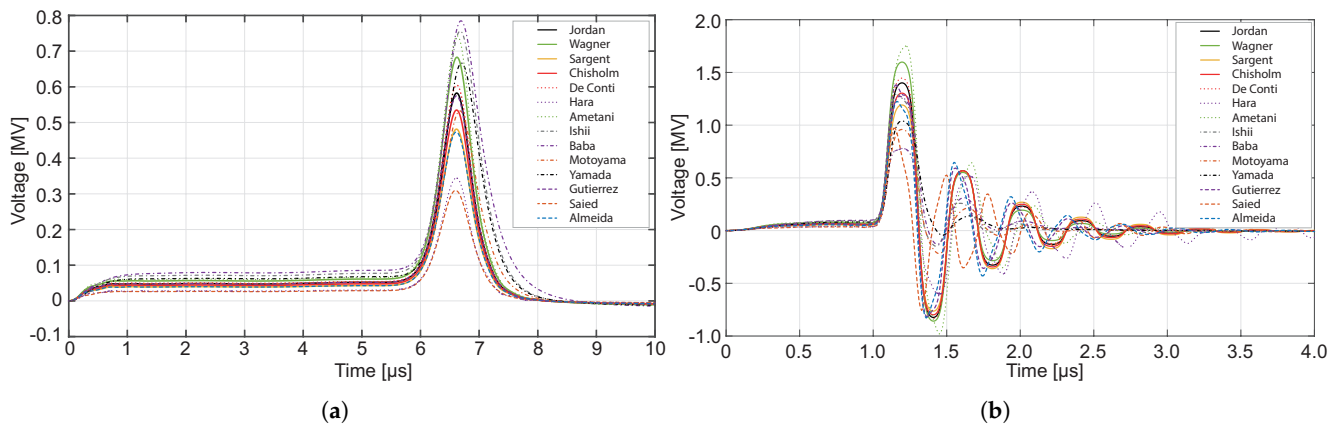 0.8
0.7
0.6
0.5
0.4
0.3
0.2
0.1
0
-0.1
Voltage [MV]
0 1 2 3 4 5 6 7 8 9 10
Time [µs]
Jordan
Wagner
Sargent
Chisholm
De Conti
Hara
Ametani
Ishii
Baba
Motoyama
Yamada
Gutierrez
Saied
Almeida
(a)
2.0
1.5
1.0
0.5
0
-0.5
-1.0
Voltage [MV]
0 0.5 1.0 1.5 2.0 2.5 3.0 3.5 4.0
Time [µs]
Jordan
Wagner
Sargent
Chisholm
De Conti
Hara
Ametani
Ishii
Baba
Motoyama
Yamada
Gutierrez
Saied
Almeida
(b)